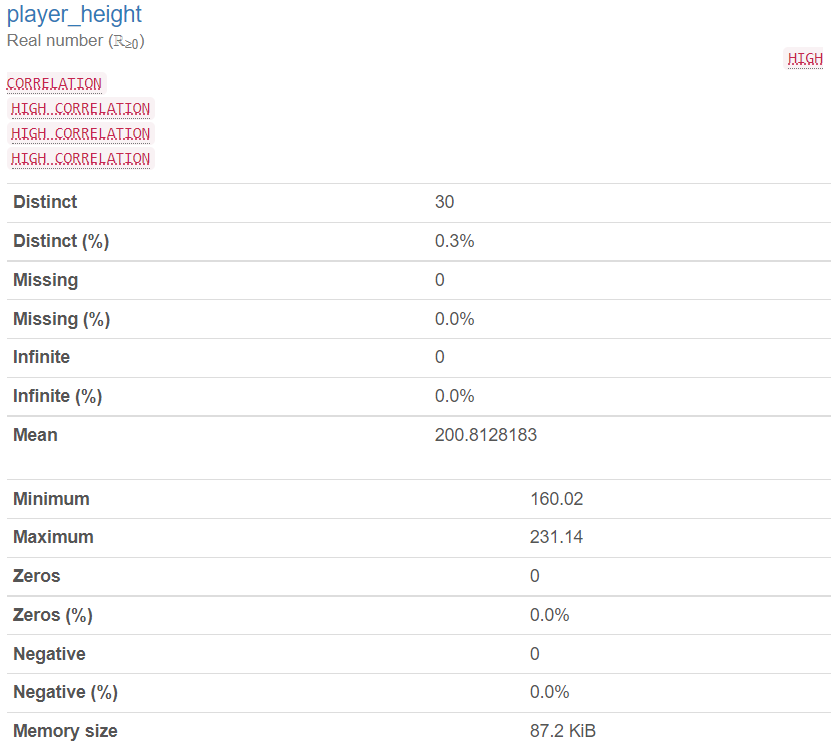 player_height
Real number (ℝ≥0)
HIGH
CORRELATION
HIGH CORRELATION
HIGH CORRELATION
HIGH CORRELATION
Distinct 30
Distinct (%) 0.3%
Missing 0
Missing (%) 0.0%
Infinite 0
Infinite (%) 0.0%
Mean 200.8128183
Minimum 160.02
Maximum 231.14
Zeros 0
Zeros (%) 0.0%
Negative 0
Negative (%) 0.0%
Memory size 87.2 KiB